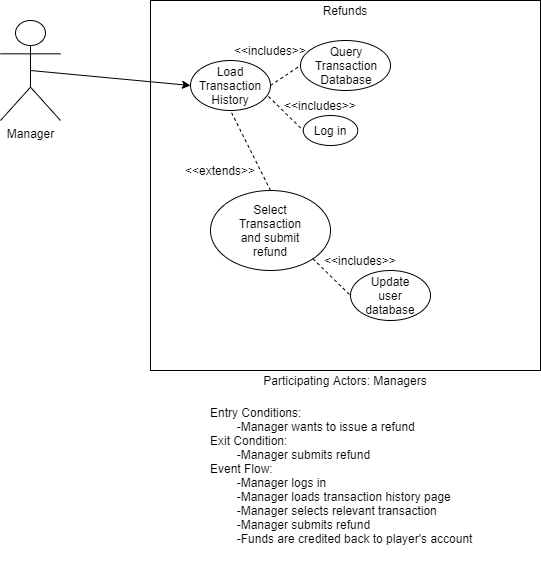 Refunds
<<includes>>
Query
Transaction
Database
Load
Transaction
History
<<includes>>
Log in
Manager
<<extends>>
Select
Transaction
and submit
refund
<<includes>>
Update
user
database
Participating Actors: Managers
Entry Conditions:
-Manager wants to issue a refund
Exit Condition:
-Manager submits refund
Event Flow:
-Manager logs in
-Manager loads transaction history page
-Manager selects relevant transaction
-Manager submits refund
-Funds are credited back to player's account